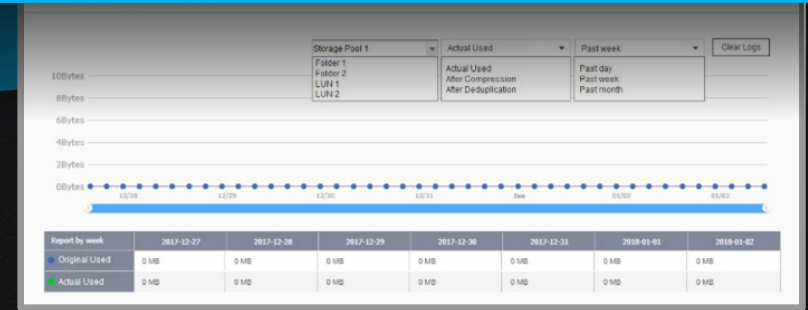 Storage Pool 1 Actual Used Past week Clear Logs
Folder 1
Folder 2
LUN 1
LUN 2
Actual Used
After Compression
After Deduplication
Past day
Past week
Past month
10Bytes
8Bytes
6Bytes
4Bytes
2Bytes
0Bytes
12/28 12/29 12/30 12/31 Jan 01/02 01/03
Report by week 2017-12-27 2017-12-28 2017-12-29 2017-12-30 2017-12-31 2018-01-01 2018-01-02
Original Used 0 MB 0 MB 0 MB 0 MB 0 MB 0 MB 0 MB
Actual Used 0 MB 0 MB 0 MB 0 MB 0 MB 0 MB 0 MB